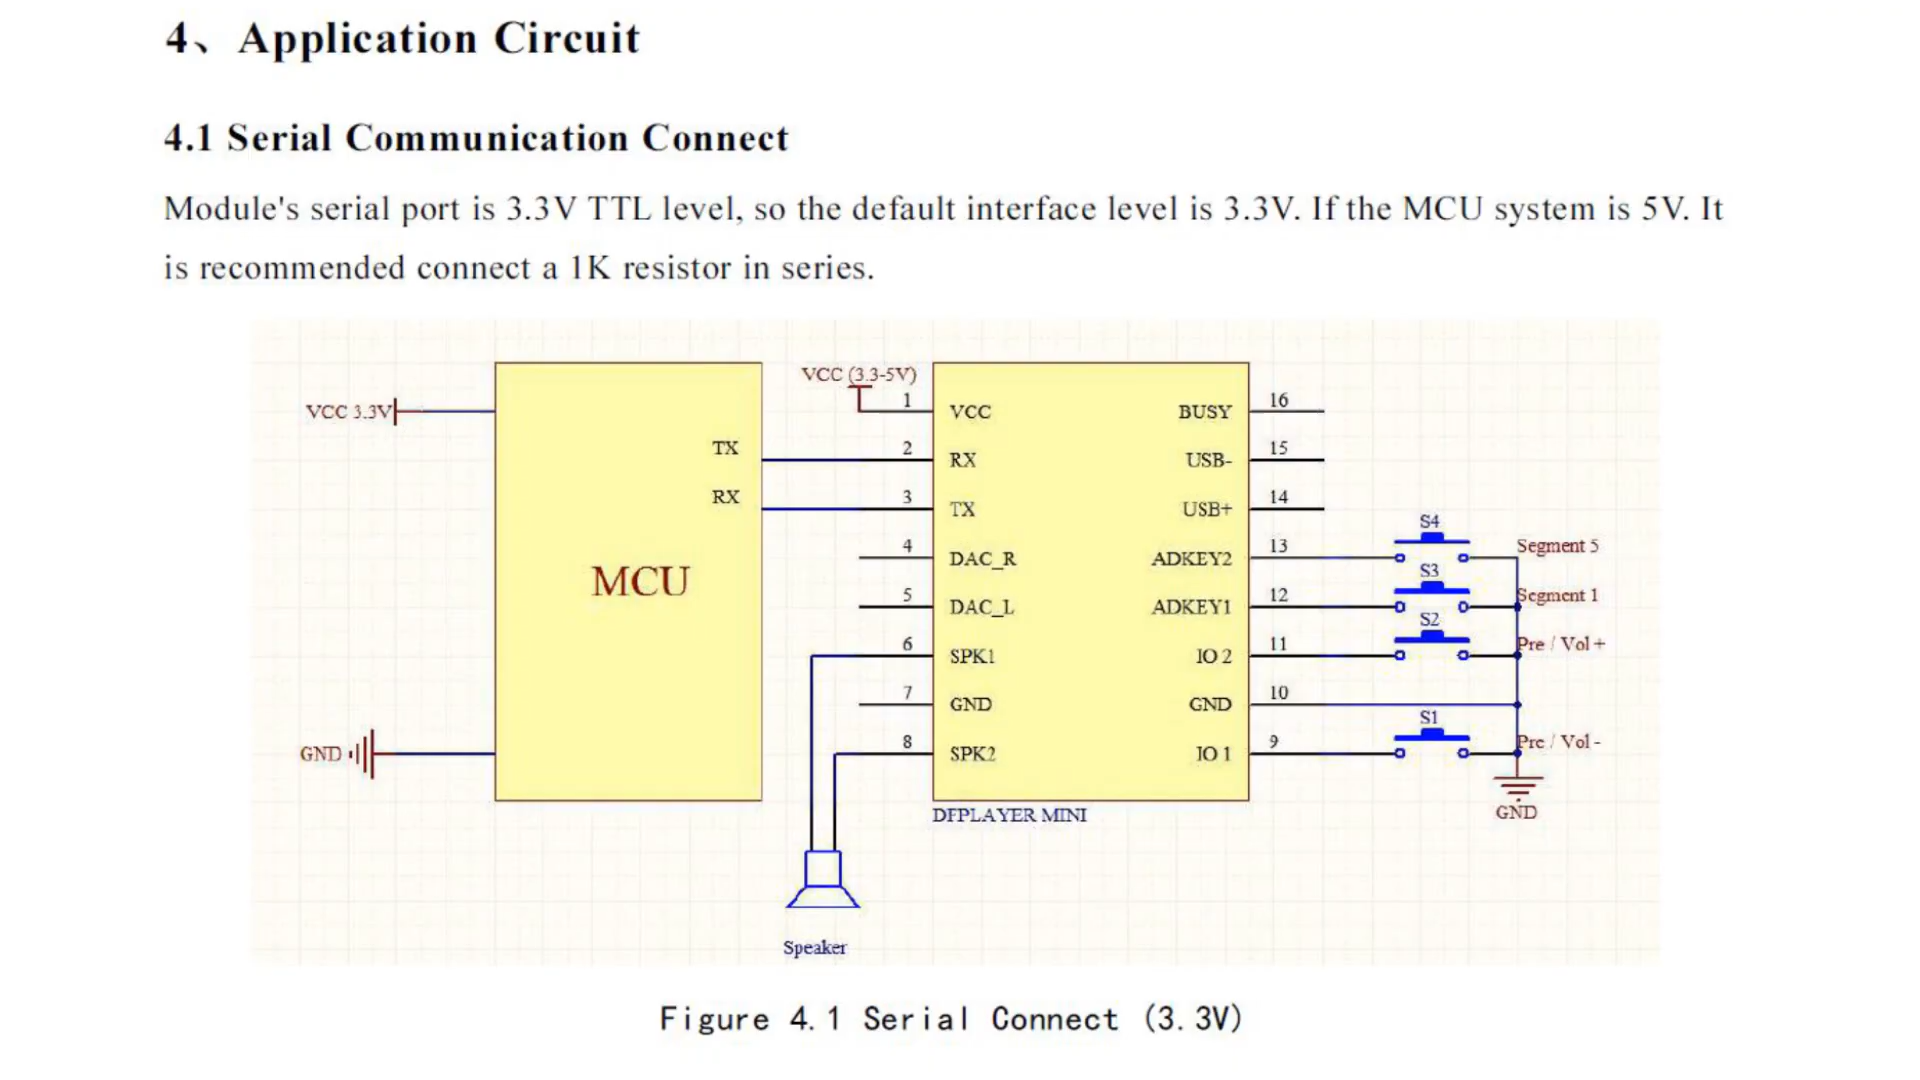 4、Application Circuit
4.1 Serial Communication Connect
Module's serial port is 3.3V TTL level, so the default interface level is 3.3V. If the MCU system is 5V. It
is recommended connect a 1K resistor in series.
VCC 3.3V
GND
TX
RX
MCU
VCC (3.3-5V)
1 VCC
2 RX
3 TX
4 DAC_R
5 DAC_L
6 SPK1
7 GND
8 SPK2
BUSY 16
USB- 15
USB+ 14
ADKEY2 13
ADKEY1 12
IO 2 11
GND 10
IO 1 9
DFPLAYER MINI
S4 Segment 5
S3 Segment 1
S2 Pre / Vol +
S1 Pre / Vol -
GND
Speaker
Figure 4.1 Serial Connect (3.3V)